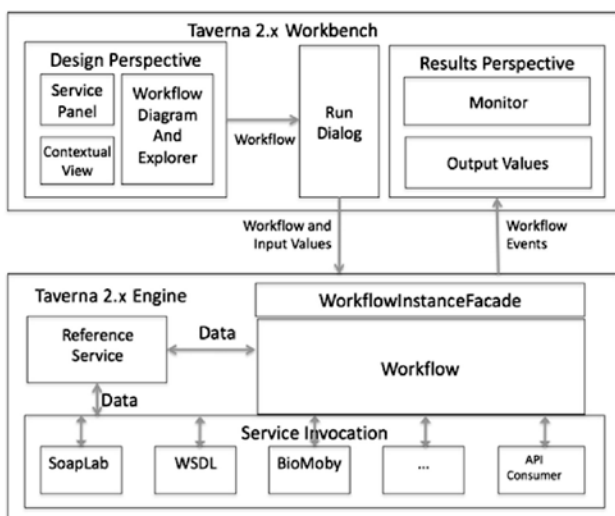 Taverna 2.x Workbench
Design Perspective
Service
Panel
Contextual
View
Workflow
Diagram
And
Explorer
Workflow
Run
Dialog
Results Perspective
Monitor
Output Values
Workflow and
Input Values
Workflow
Events
Taverna 2.x Engine
WorkflowInstanceFacade
Reference
Service
Data
Workflow
Data
Service Invocation
SoapLab
WSDL
BioMoby
...
API
Consumer